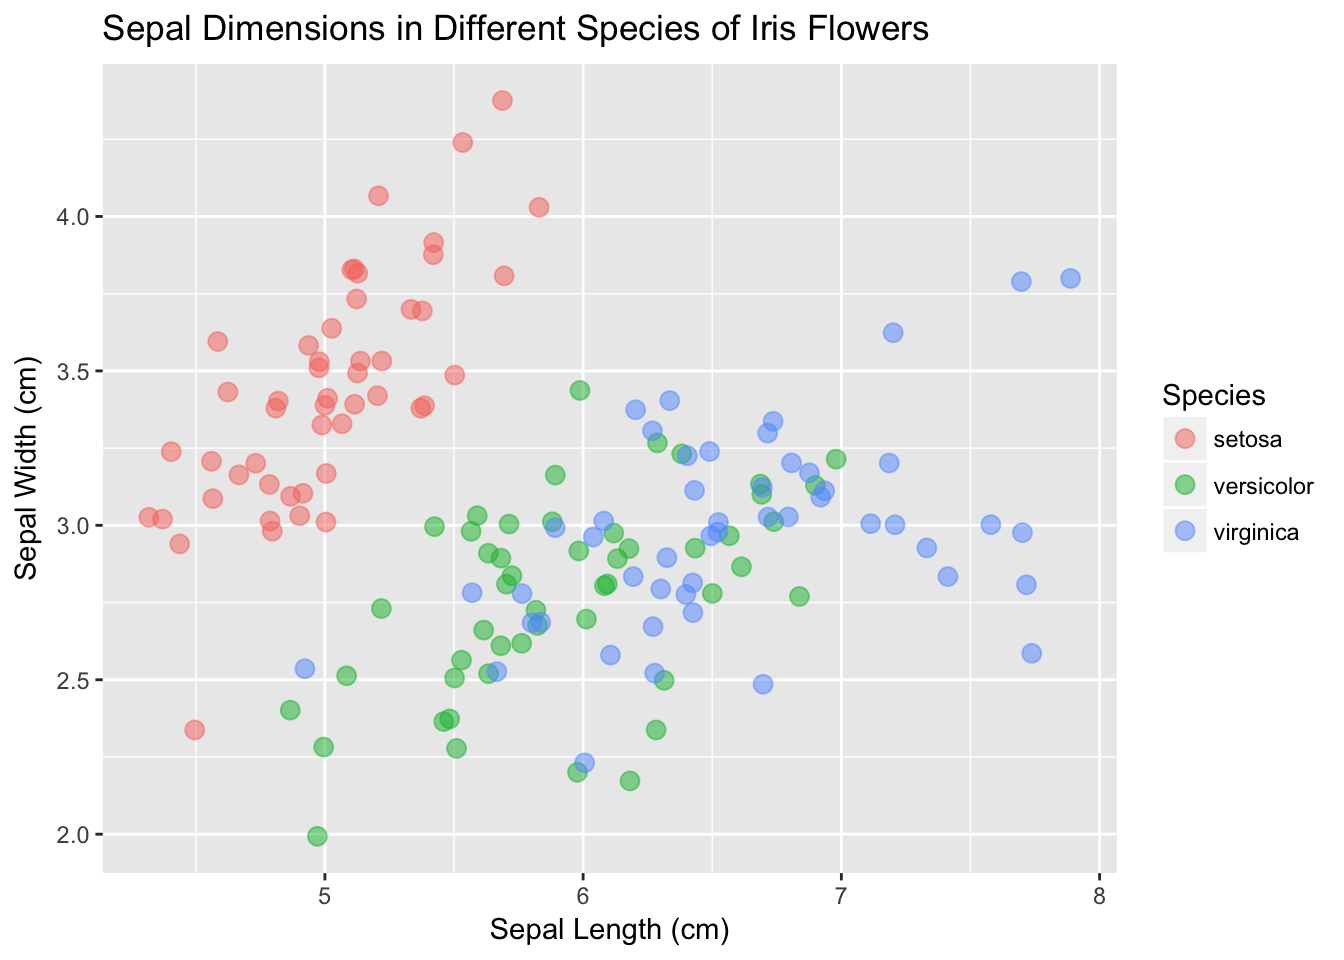 Sepal Dimensions in Different Species of Iris Flowers
Sepal Width (cm)
4.0
3.5
3.0
2.5
2.0
5 6 7 8
Sepal Length (cm)
Species
setosa
versicolor
virginica